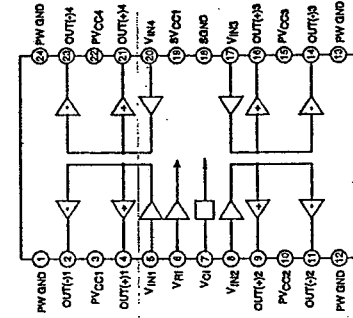 PW GND 1
OUT(-)1 2
PVCC1 3
OUT(+)1 4
VIN1 5
VRI 6
VCI 7
VIN2 8
OUT(+)2 9
PVCC2 10
OUT(-)2 11
PW GND 12
24 PW GND
23 OUT(-)4
22 PVCC4
21 OUT(+)4
20 VIN4
19 SVCC1
18 SGND
17 VIN3
16 OUT(+)3
15 PVCC3
14 OUT(-)3
13 PW GND
- + + -
- + + -